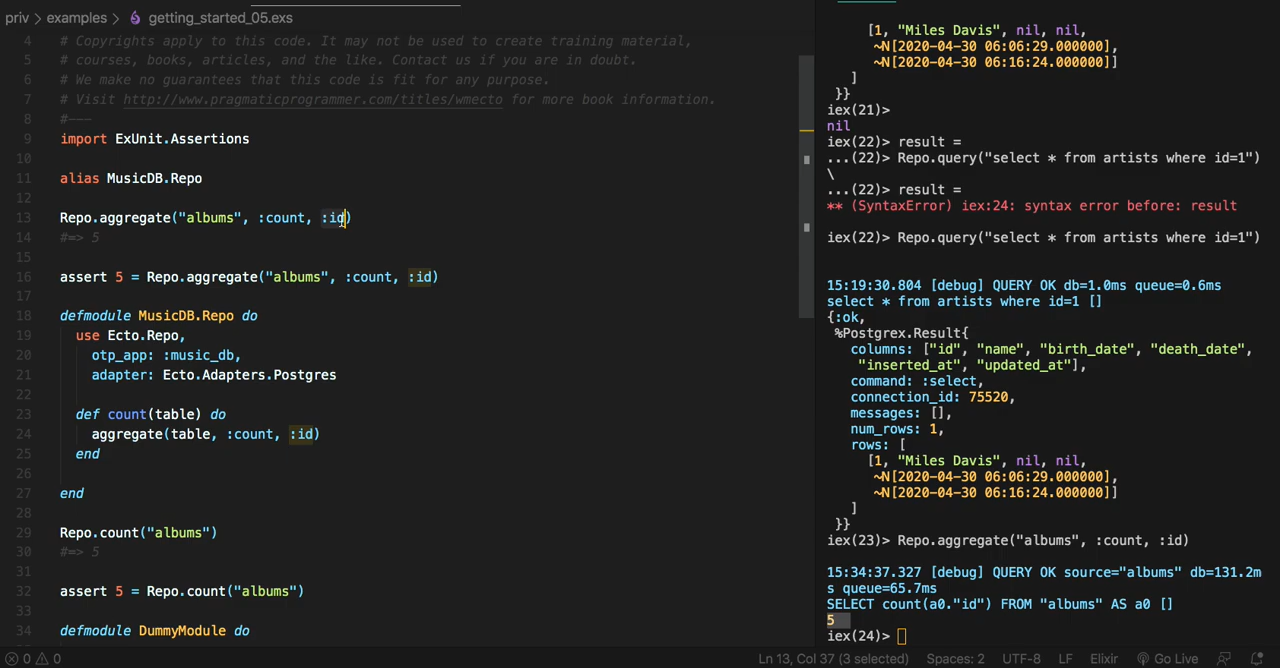 priv > examples > getting_started_05.exs
4 # Copyrights apply to this code. It may not be used to create training material,
5 # courses, books, articles, and the like. Contact us if you are in doubt.
6 # We make no guarantees that this code is fit for any purpose.
7 # Visit http://www.pragmaticprogrammer.com/titles/wmecto for more book information.
8 #---
9 import ExUnit.Assertions
10
11 alias MusicDB.Repo
12
13 Repo.aggregate("albums", :count, :id)
14 #=> 5
15
16 assert 5 = Repo.aggregate("albums", :count, :id)
17
18 defmodule MusicDB.Repo do
19 use Ecto.Repo,
20 otp_app: :music_db,
21 adapter: Ecto.Adapters.Postgres
22
23 def count(table) do
24 aggregate(table, :count, :id)
25 end
26
27 end
28
29 Repo.count("albums")
30 #=> 5
31
32 assert 5 = Repo.count("albums")
33
34 defmodule DummyModule do
[1, "Miles Davis", nil, nil,
~N[2020-04-30 06:06:29.000000],
~N[2020-04-30 06:16:24.000000]]
]
}}
iex(21)>
nil
iex(22)> result =
...(22)> Repo.query("select * from artists where id=1")
\
...(22)> result =
** (SyntaxError) iex:24: syntax error before: result
iex(22)> Repo.query("select * from artists where id=1")
15:19:30.804 [debug] QUERY OK db=1.0ms queue=0.6ms
select * from artists where id=1 []
{:ok,
%Postgrex.Result{
columns: ["id", "name", "birth_date", "death_date",
"inserted_at", "updated_at"],
command: :select,
connection_id: 75520,
messages: [],
num_rows: 1,
rows: [
[1, "Miles Davis", nil, nil,
~N[2020-04-30 06:06:29.000000],
~N[2020-04-30 06:16:24.000000]]
]
}}
iex(23)> Repo.aggregate("albums", :count, :id)
15:34:37.327 [debug] QUERY OK source="albums" db=131.2m
s queue=65.7ms
SELECT count(a0."id") FROM "albums" AS a0 []
5
iex(24)>
0 0 Ln 13, Col 37 (3 selected) Spaces: 2 UTF-8 LF Elixir Go Live